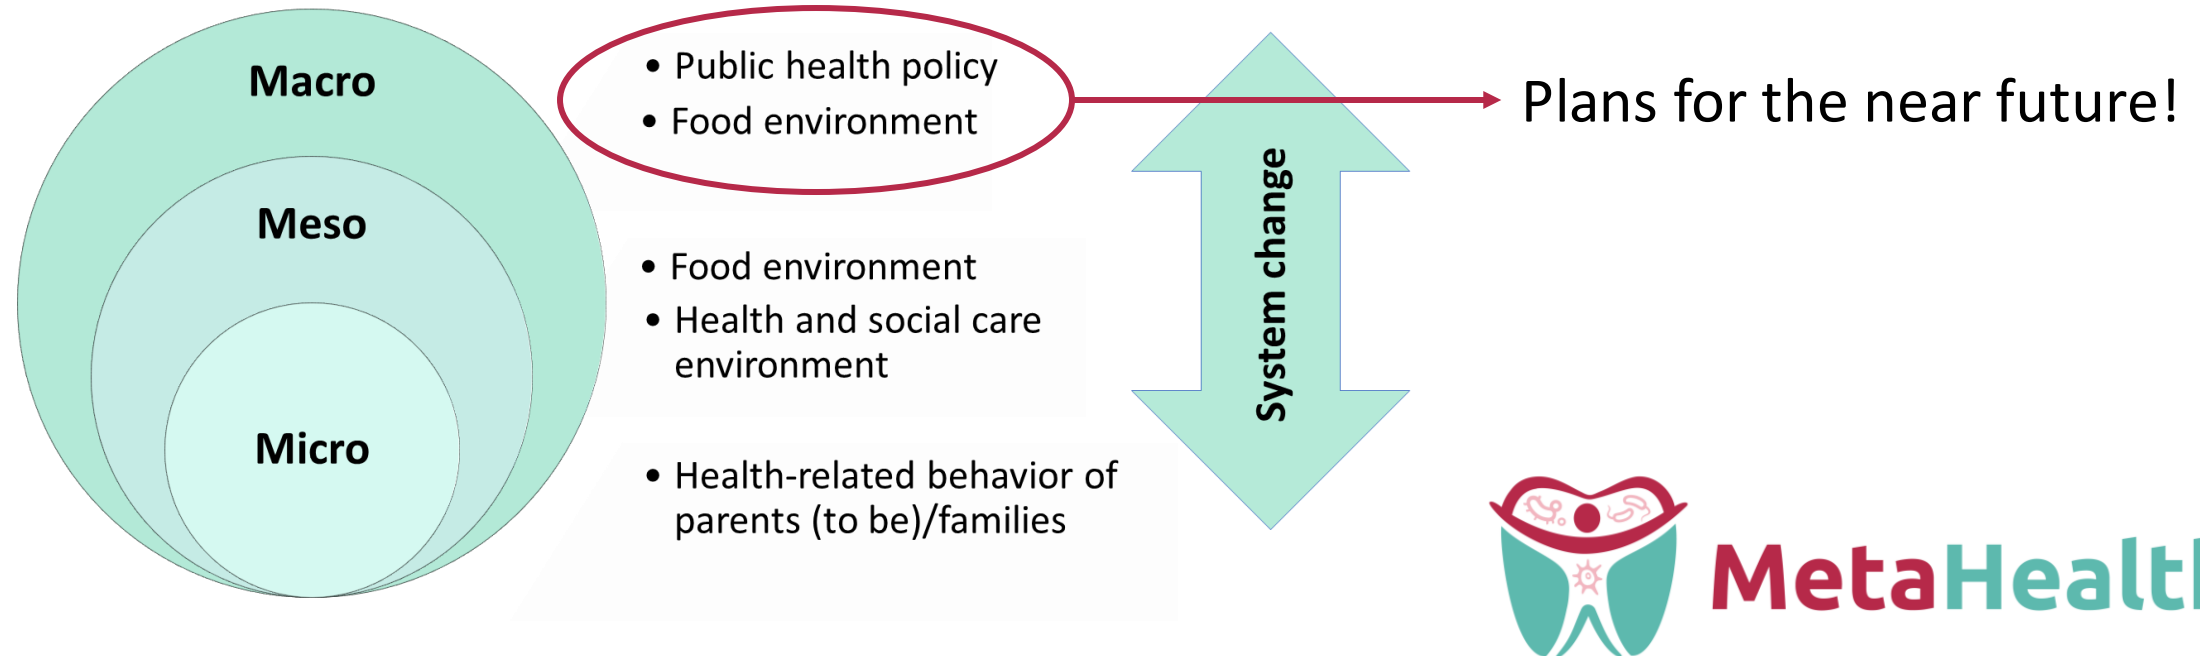 Macro
• Public health policy
• Food environment
Plans for the near future!
Meso
• Food environment
• Health and social care
environment
System change
Micro
• Health-related behavior of
parents (to be)/families
MetaHealt